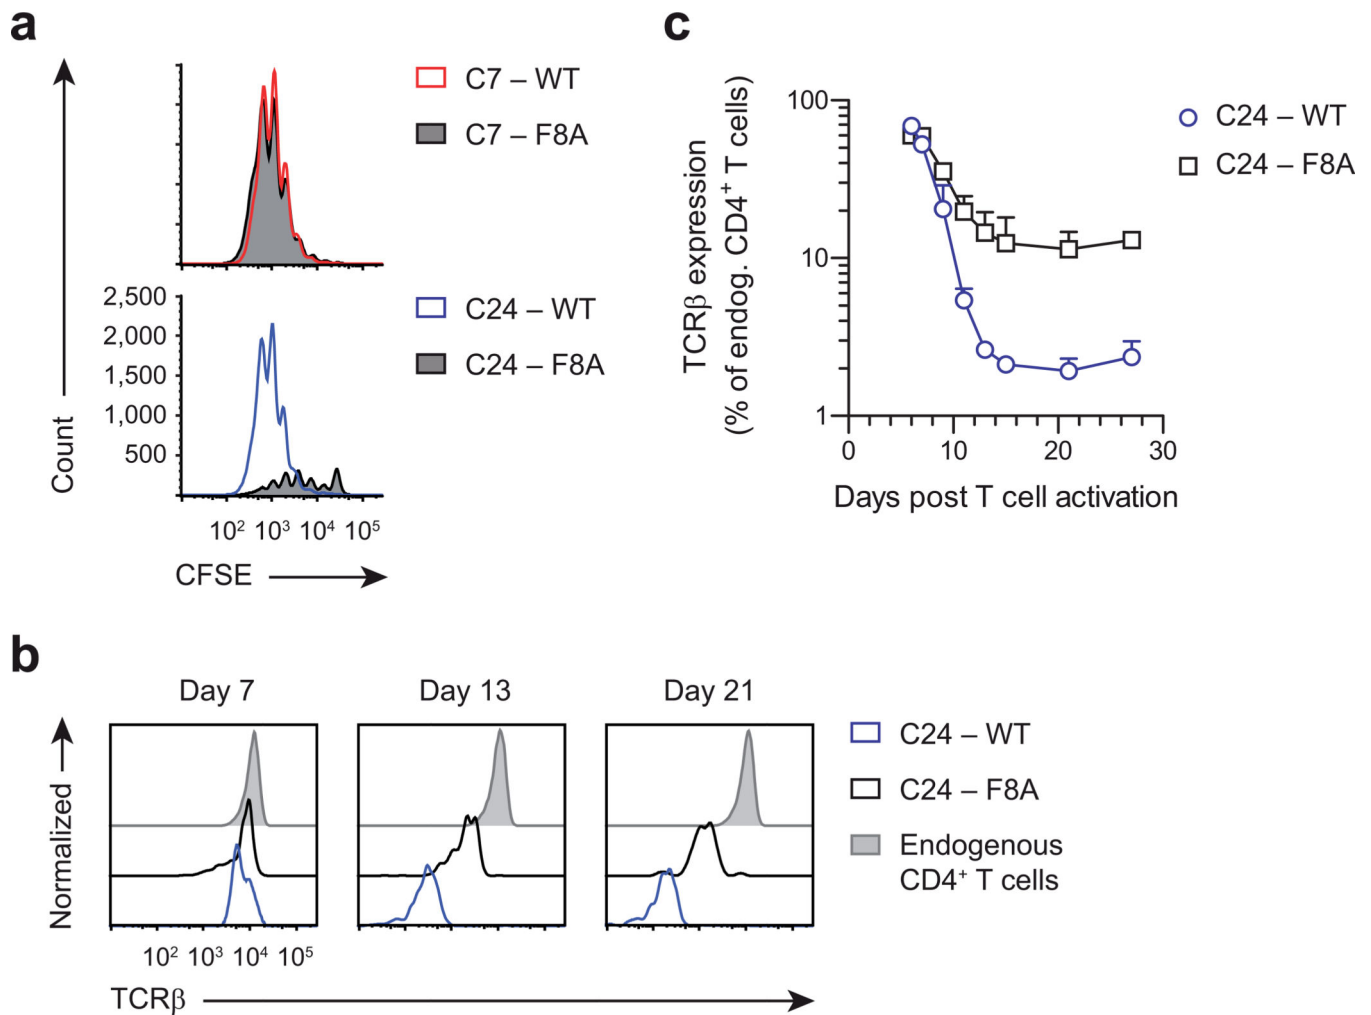 a
C7 – WT
C7 – F8A
2,500
2,000
1,500
1,000
500
C24 – WT
C24 – F8A
Count
10² 10³ 10⁴ 10⁵
CFSE
c
100
10
1
0 10 20 30
TCRβ expression
(% of endog. CD4⁺ T cells)
Days post T cell activation
C24 – WT
C24 – F8A
b
Day 7 Day 13 Day 21
Normalized
10² 10³ 10⁴ 10⁵
TCRβ
C24 – WT
C24 – F8A
Endogenous
CD4⁺ T cells